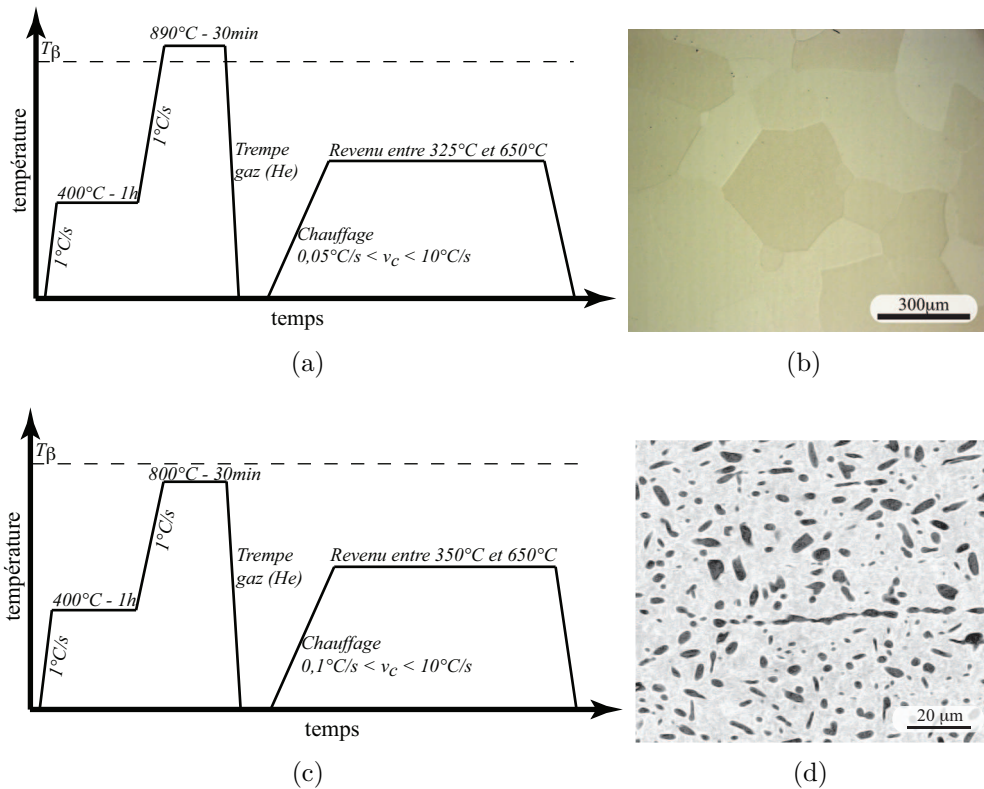 890°C - 30min
Tβ
1°C/s
Trempe
gaz (He)
Revenu entre 325°C et 650°C
400°C - 1h
1°C/s
Chauffage
0,05°C/s < vc < 10°C/s
température
temps
300µm
(a)
(b)
Tβ
800°C - 30min
1°C/s
Trempe
gaz (He)
Revenu entre 350°C et 650°C
400°C - 1h
1°C/s
Chauffage
0,1°C/s < vc < 10°C/s
température
temps
20 µm
(c)
(d)